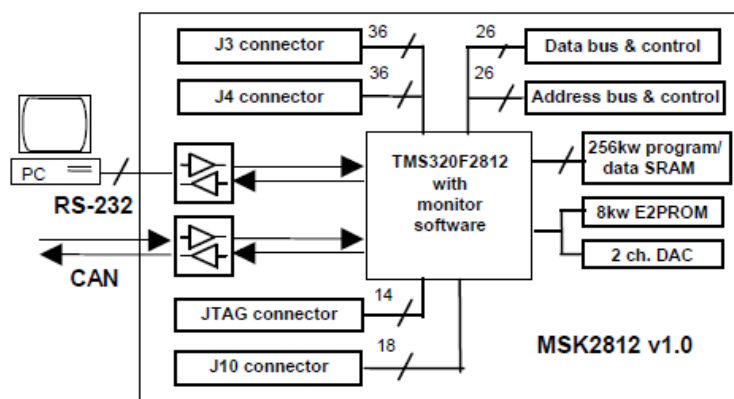 J3 connector
36
26
Data bus & control
J4 connector
36
26
Address bus & control
PC
RS-232
TMS320F2812
with
monitor
software
256kw program/
data SRAM
8kw E2PROM
2 ch. DAC
CAN
JTAG connector
14
J10 connector
18
MSK2812 v1.0